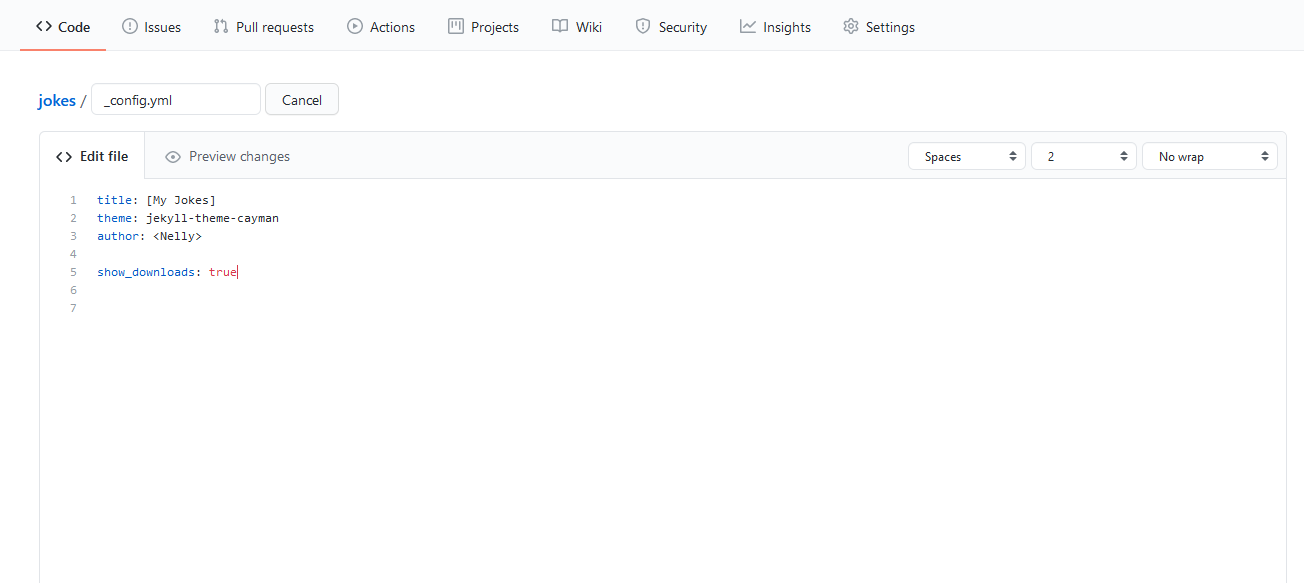 Code Issues Pull requests Actions Projects Wiki Security Insights Settings
jokes / _config.yml Cancel
Edit file Preview changes Spaces 2 No wrap
1 title: [My Jokes]
2 theme: jekyll-theme-cayman
3 author: <Nelly>
4
5 show_downloads: true
6
7